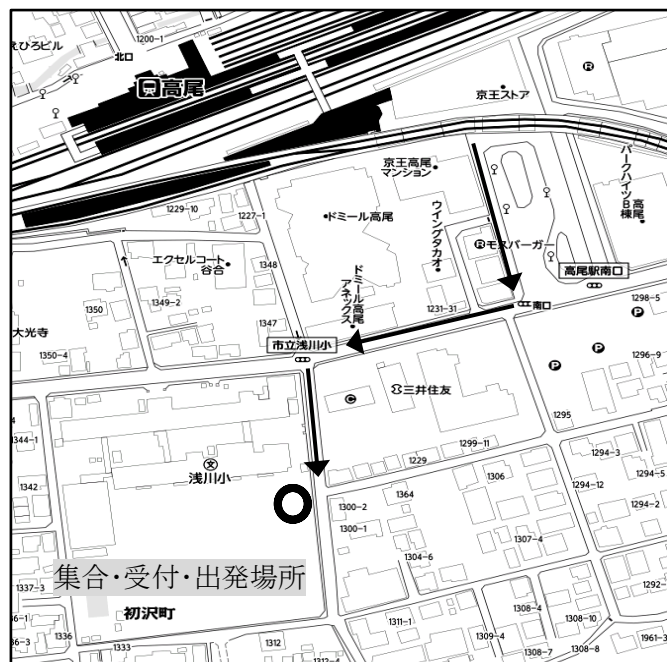 1200-1
えひろビル
北口
高尾
R
京王ストア
京王高尾
マンション
パークハイツ高尾
B棟
1229-10
1227-1
ドミール高尾
ウイングタカオ
R モスバーガー
高尾駅南口
エクセルコート
谷合
1348
1350
1349-2
ドミール高尾
アネックス
1231-31
南口
1298-5
大光寺
1347
P
1350-4
市立浅川小
1296-9
P
P
三井住友
C
1295
1344-1
1299-11
1294-3
浅川小
文
1229
1294-5
1342
1306
1294-12
1364
1300-2
1294-2
1300-1
1307-4
1304-6
集合・受付・出発場所
1337-3
1292-
初沢町
1308-4
1311-1
1308-10
1336
1309-4
1961-3
1333
1312
1308-7
1308-8